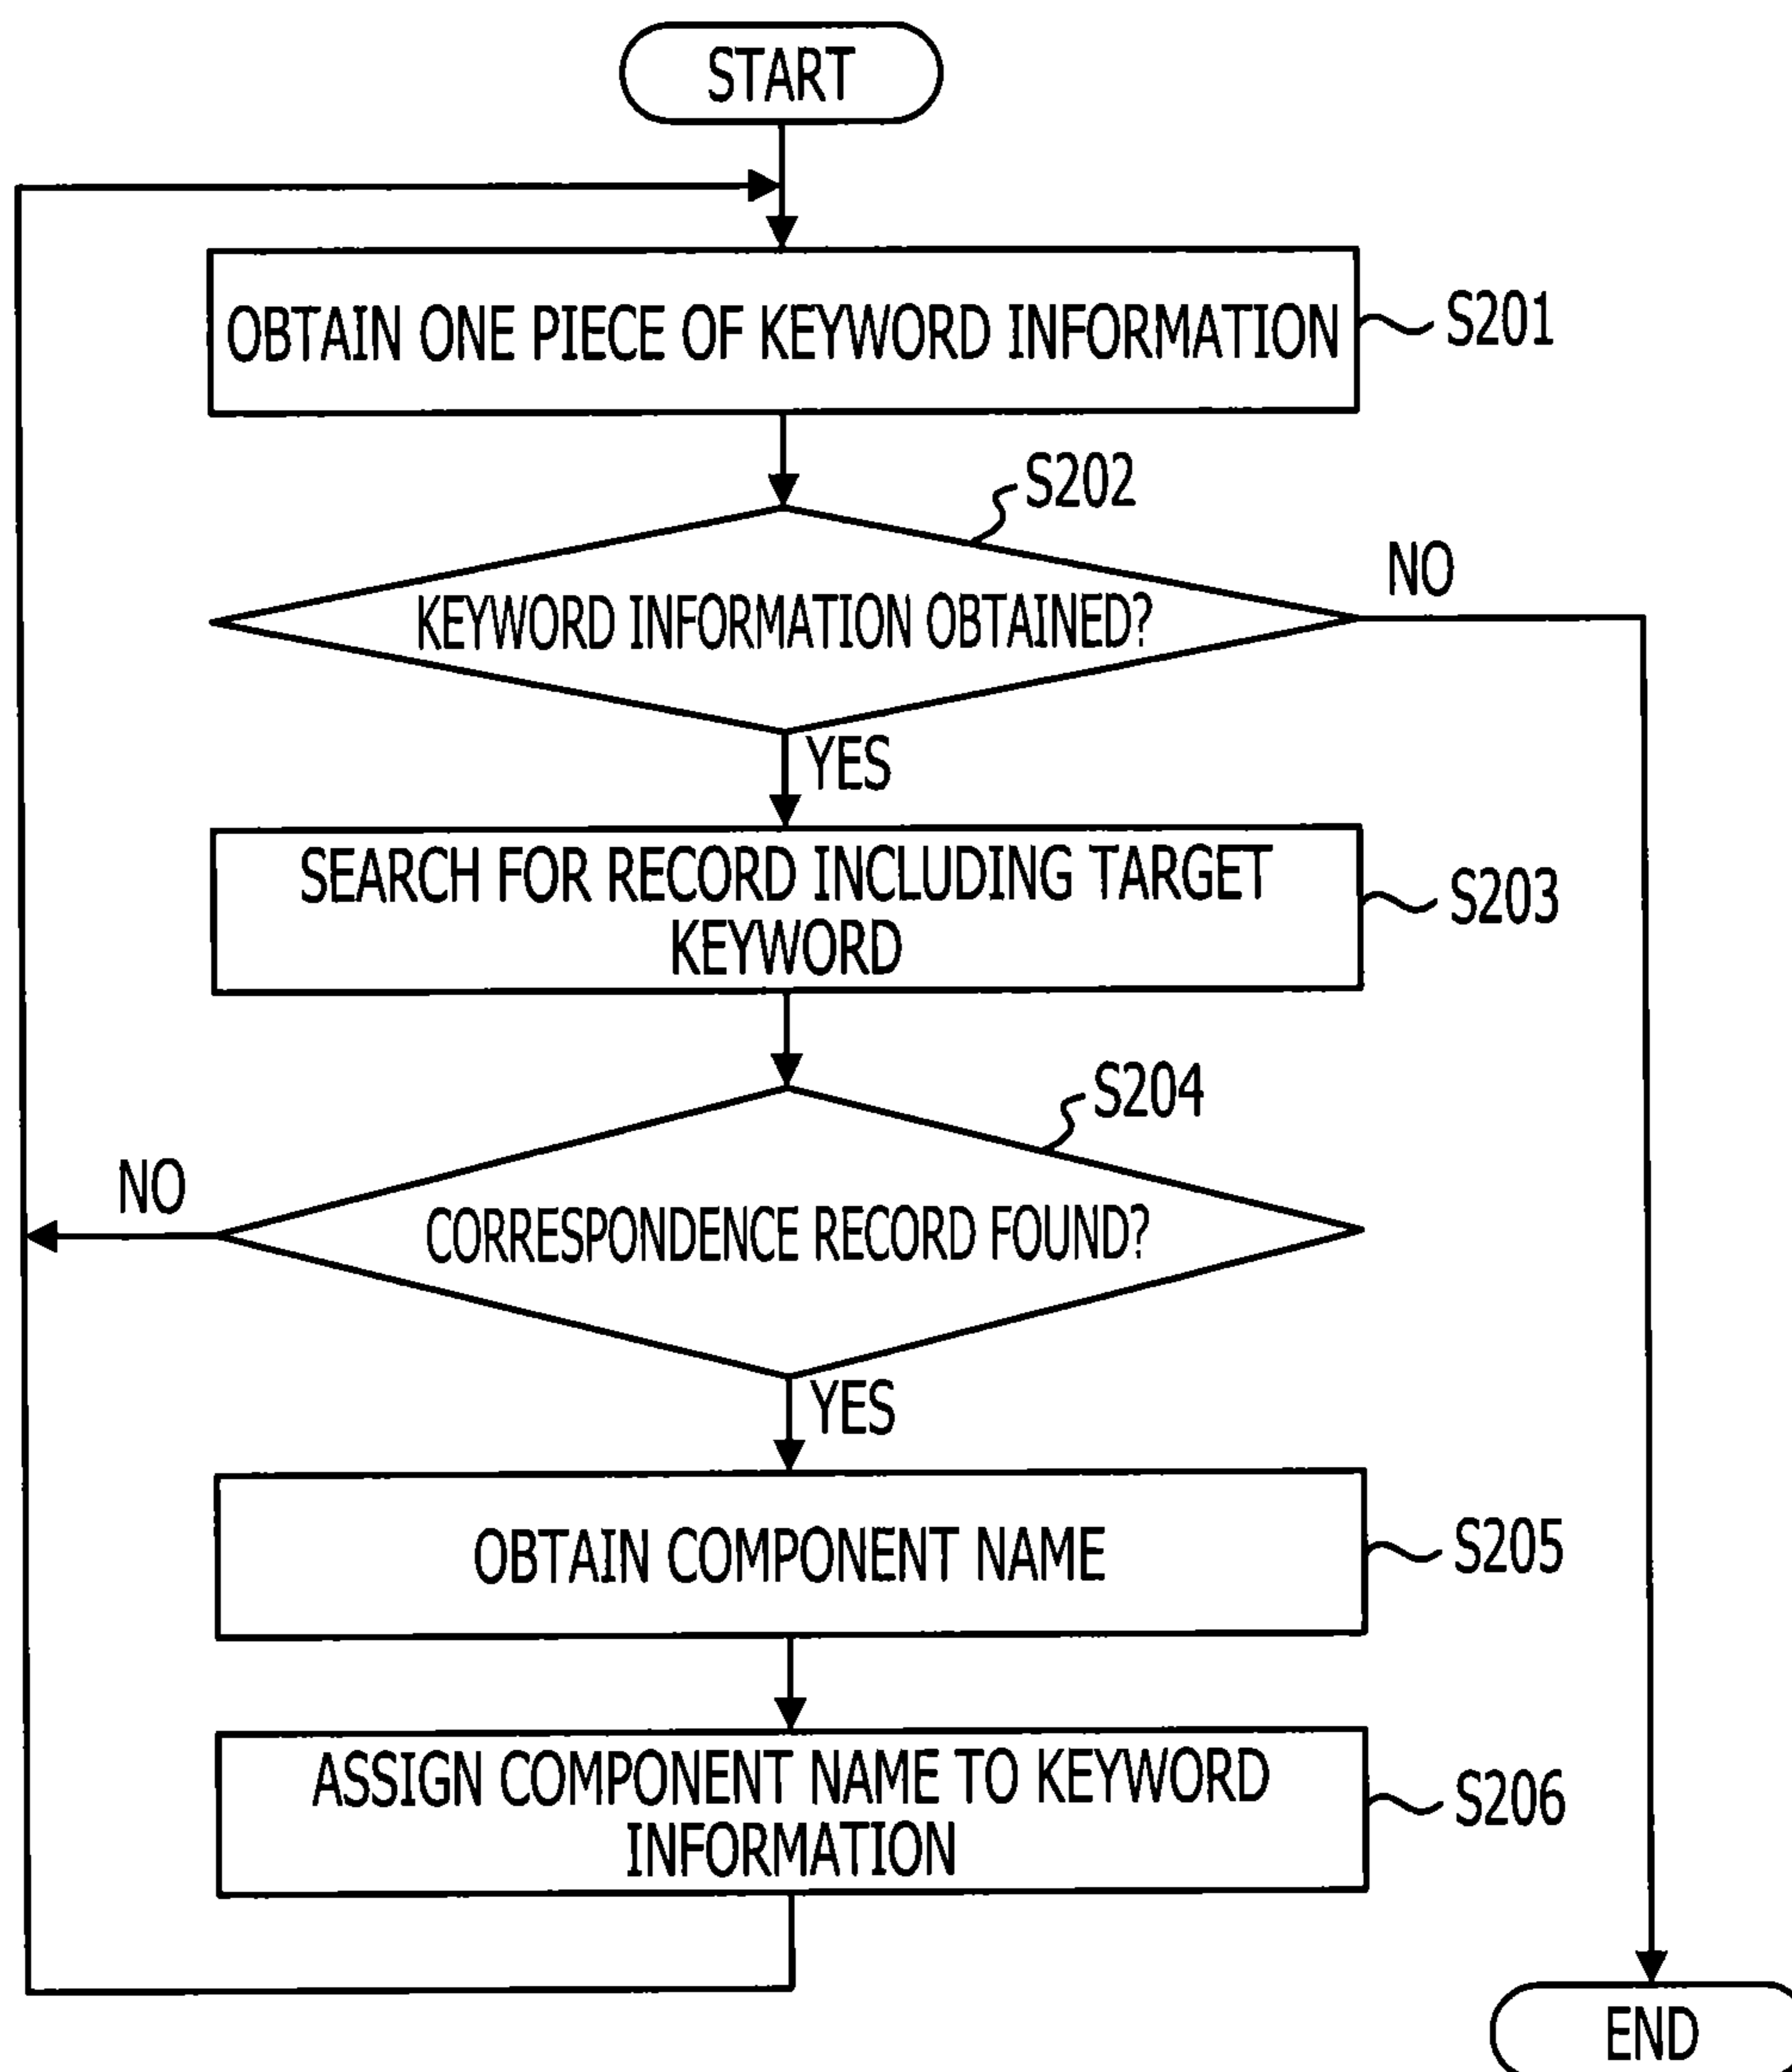 START
OBTAIN ONE PIECE OF KEYWORD INFORMATION
S201
S202
KEYWORD INFORMATION OBTAINED?
NO
YES
SEARCH FOR RECORD INCLUDING TARGET
KEYWORD
S203
S204
NO
CORRESPONDENCE RECORD FOUND?
YES
OBTAIN COMPONENT NAME
S205
ASSIGN COMPONENT NAME TO KEYWORD
INFORMATION
S206
END